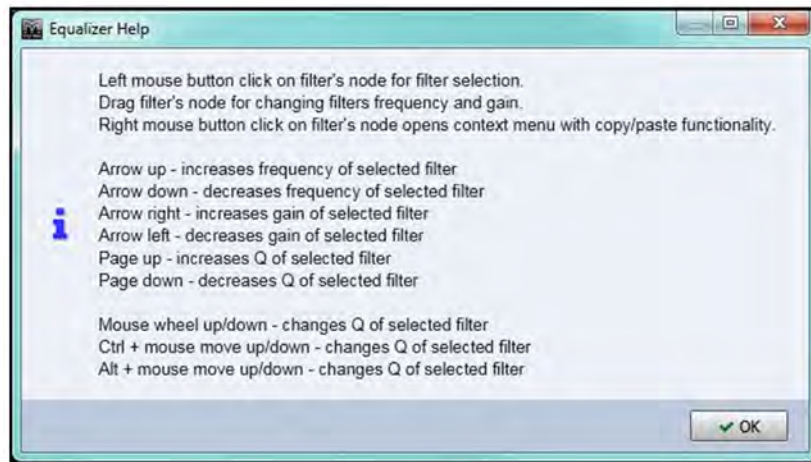 Equalizer Help
Left mouse button click on filter's node for filter selection.
Drag filter's node for changing filters frequency and gain.
Right mouse button click on filter's node opens context menu with copy/paste functionality.
Arrow up - increases frequency of selected filter
Arrow down - decreases frequency of selected filter
Arrow right - increases gain of selected filter
Arrow left - decreases gain of selected filter
Page up - increases Q of selected filter
Page down - decreases Q of selected filter
Mouse wheel up/down - changes Q of selected filter
Ctrl + mouse move up/down - changes Q of selected filter
Alt + mouse move up/down - changes Q of selected filter
OK